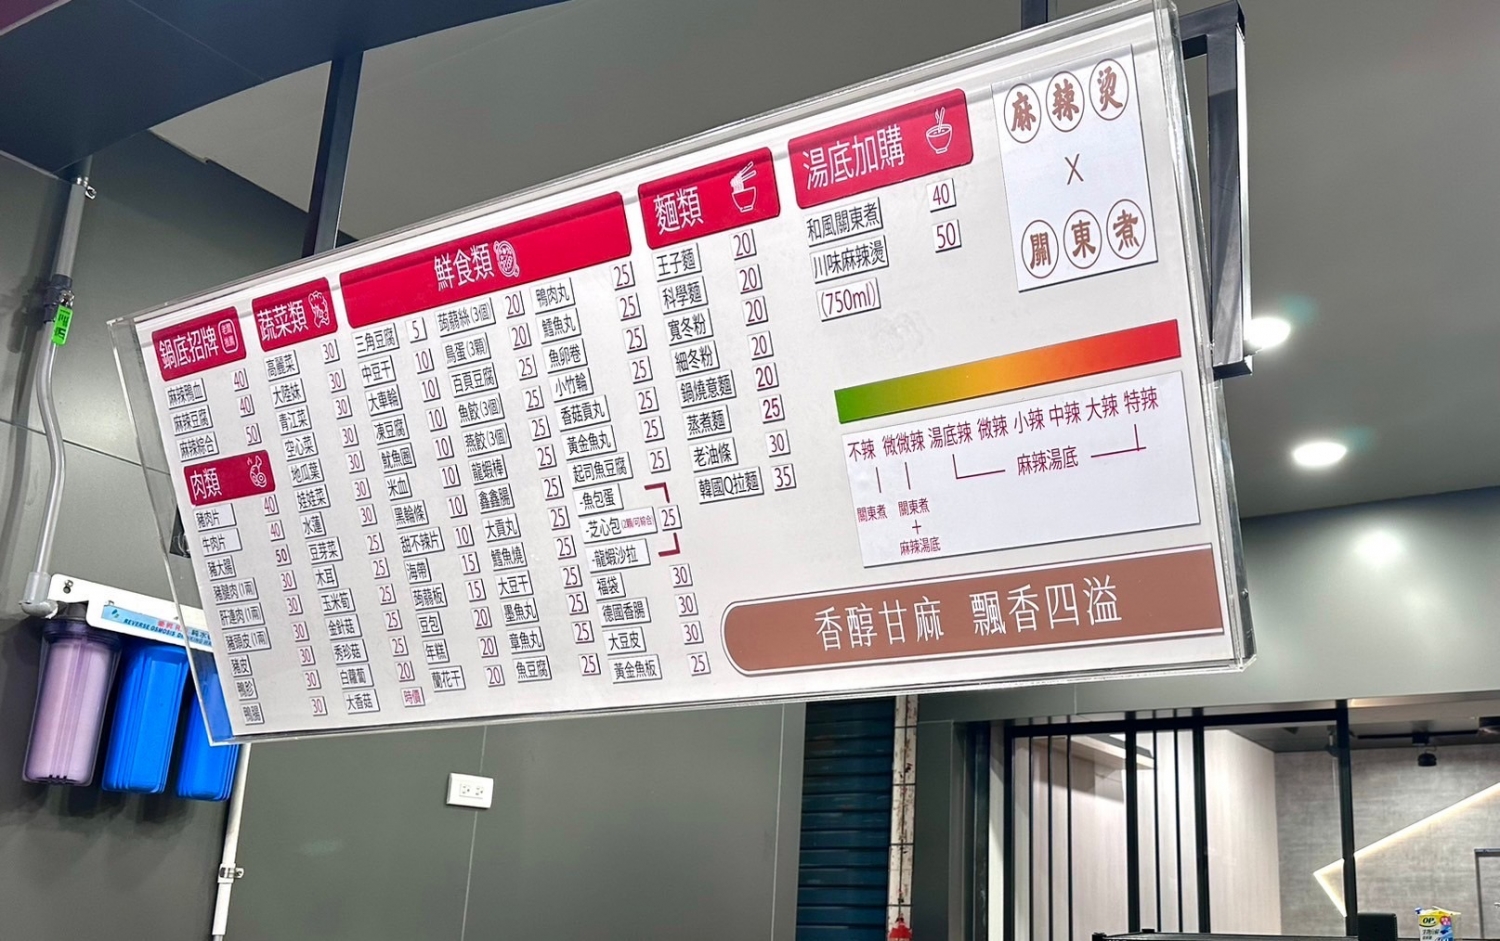 鍋底招牌
麻辣鴨血 40
麻辣豆腐 40
麻辣綜合 50
肉類
豬肉片 40
牛肉片 40
豬大腸 50
豬腱肉(1兩) 30
肝連肉(1兩) 30
豬頭皮(1兩) 30
豬皮 30
鴨胗 30
鴨腸 30
蔬菜類
高麗菜 30
大陸妹 30
青江菜 30
空心菜 30
地瓜葉 30
娃娃菜 30
水蓮 30
豆芽菜 25
木耳 25
玉米筍 25
金針菇 25
秀珍菇 25
白蘿蔔 20
大香菇 時價
鮮食類
三角豆腐 5
中豆干 10
大車輪 10
凍豆腐 10
魷魚圈 10
米血 10
黑輪條 10
甜不辣片 10
海帶 15
蒟蒻板 15
豆包 20
年糕 20
蘭花干 20
蒟蒻絲(3個) 20
鳥蛋(3顆) 20
百頁豆腐 25
魚餃(3個) 25
燕餃(3個) 25
龍蝦棒 25
鑫鑫腸 25
大貢丸 25
鱈魚燒 25
大豆干 25
墨魚丸 25
章魚丸 25
魚豆腐 25
鴨肉丸 25
鱈魚丸 25
魚卵卷 25
小竹輪 25
香菇貢丸 25
黃金魚丸 25
起司魚豆腐 25
-魚包蛋
-芝心包(2顆/可綜合) 25
-龍蝦沙拉
福袋 30
德國香腸 30
大豆皮 30
黃金魚板 25
麵類
王子麵 20
科學麵 20
寬冬粉 20
細冬粉 20
鍋燒意麵 20
蒸煮麵 25
老油條 30
韓國Q拉麵 35
湯底加購
和風關東煮 40
川味麻辣湯 50
(750ml)
麻辣燙
X
關東煮
不辣 微微辣 湯底辣 微辣 小辣 中辣 大辣 特辣
麻辣湯底
關東煮
關東煮
+
麻辣湯底
香醇甘麻 飄香四溢
REVERSE OSMOSIS
OP